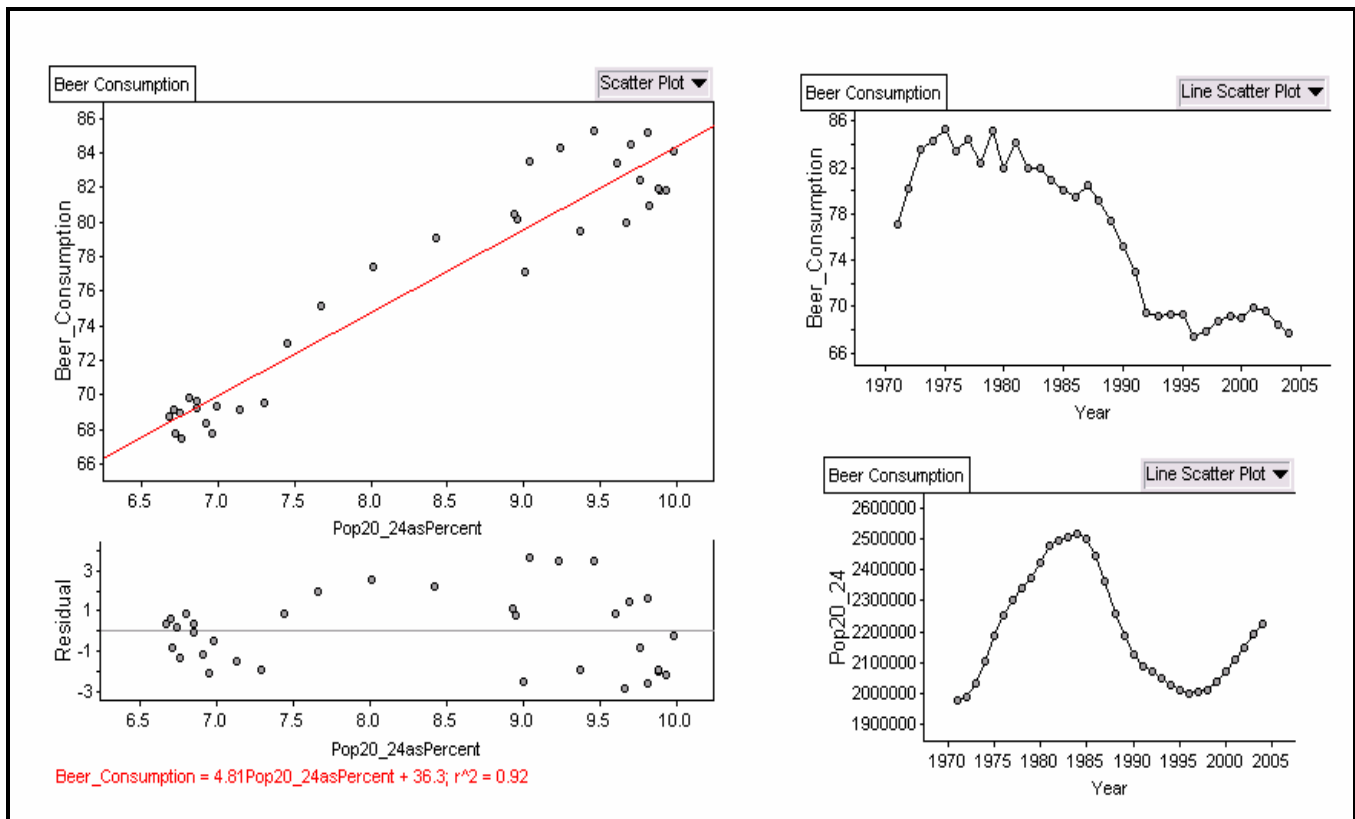 Beer Consumption
Scatter Plot
86
84
82
80
78
76
74
72
70
68
66
Beer_Consumption
6.5 7.0 7.5 8.0 8.5 9.0 9.5 10.0
Pop20_24asPercent
3
1
-1
-3
Residual
6.5 7.0 7.5 8.0 8.5 9.0 9.5 10.0
Pop20_24asPercent
Beer_Consumption = 4.81Pop20_24asPercent + 36.3; r^2 = 0.92
Beer Consumption
Line Scatter Plot
86
82
78
74
70
66
Beer_Consumption
1970 1975 1980 1985 1990 1995 2000 2005
Year
Beer Consumption
Line Scatter Plot
2600000
2500000
2400000
2300000
2200000
2100000
2000000
1900000
Pop20_24
1970 1975 1980 1985 1990 1995 2000 2005
Year